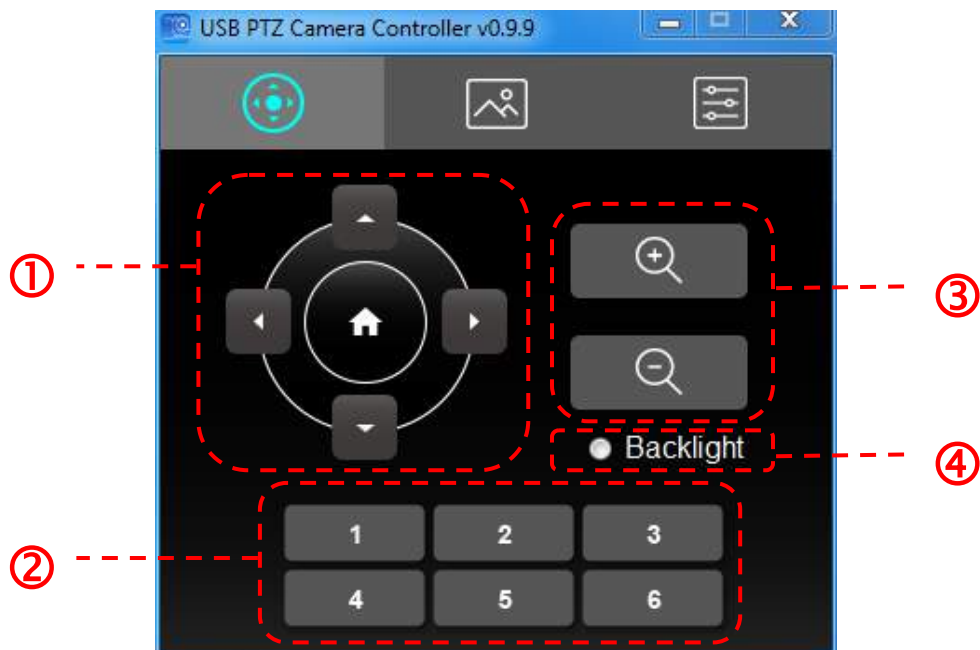 USB PTZ Camera Controller v0.9.9
①
③
Backlight
④
②
1 2 3
4 5 6